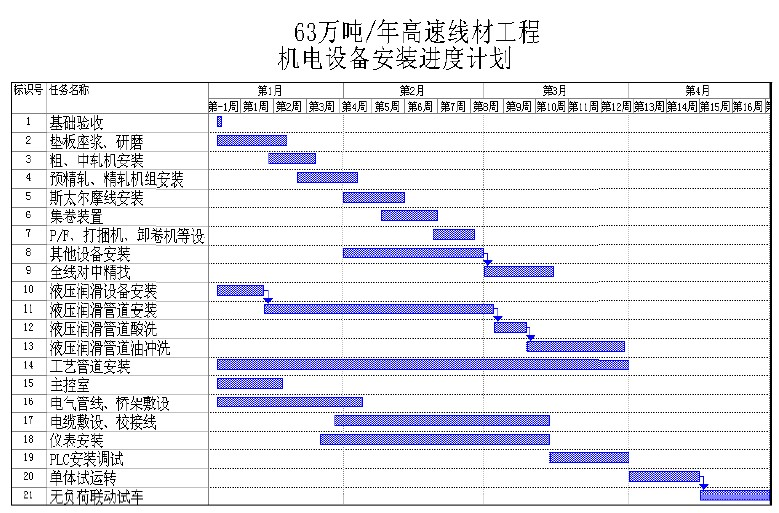 63万吨/年高速线材工程
机电设备安装进度计划
标识号 任务名称 第1月 第2月 第3月 第4月
第-1周 第1周 第2周 第3周 第4周 第5周 第6周 第7周 第8周 第9周 第10周 第11周 第12周 第13周 第14周 第15周 第16周
1 基础验收
2 垫板座浆、研磨
3 粗、中轧机安装
4 预精轧、精轧机组安装
5 斯太尔摩线安装
6 集卷装置
7 P/F、打捆机、卸卷机等设
8 其他设备安装
9 全线对中精找
10 液压润滑设备安装
11 液压润滑管道安装
12 液压润滑管道酸洗
13 液压润滑管道油冲洗
14 工艺管道安装
15 主控室
16 电气管线、桥架敷设
17 电缆敷设、校接线
18 仪表安装
19 PLC安装调试
20 单体试运转
21 无负荷联动试车